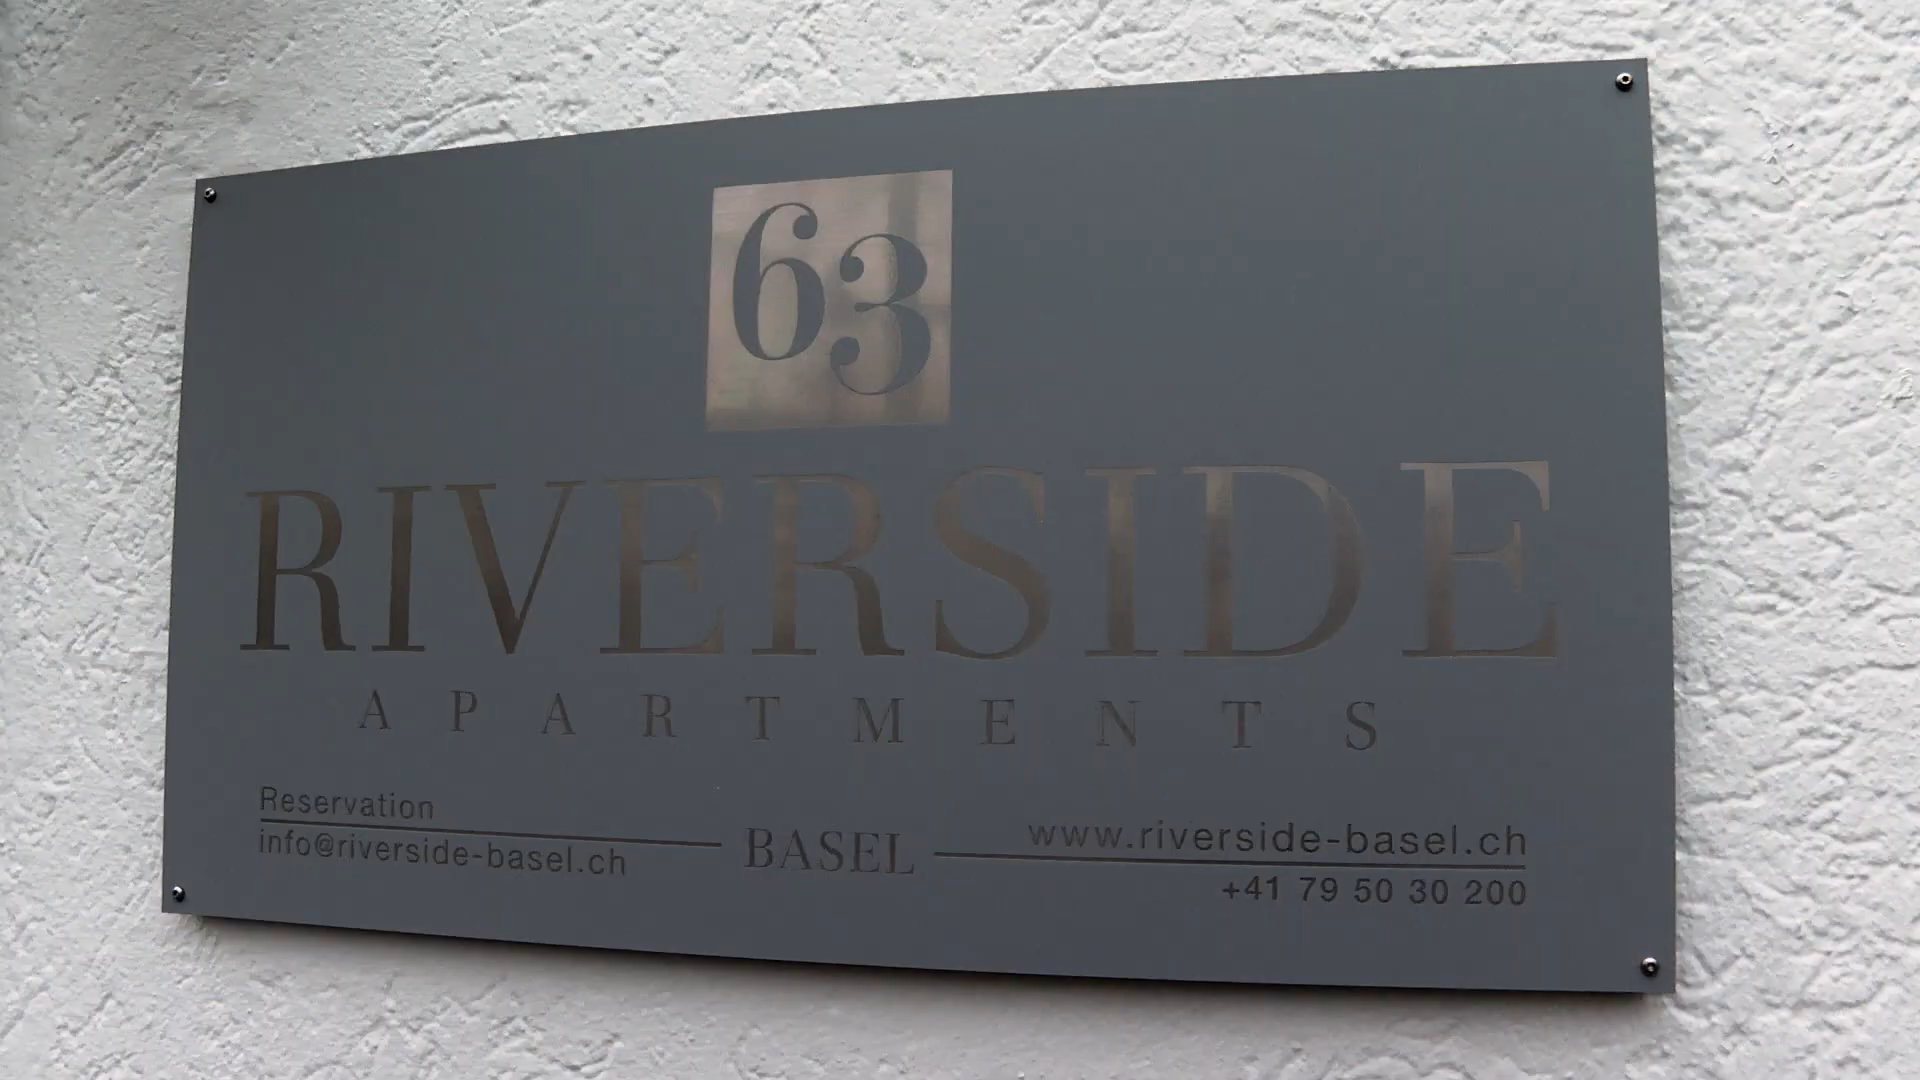 63
RIVERSIDE
APARTMENTS
Reservation
info@riverside-basel.ch
BASEL
www.riverside-basel.ch
+41 79 50 30 200